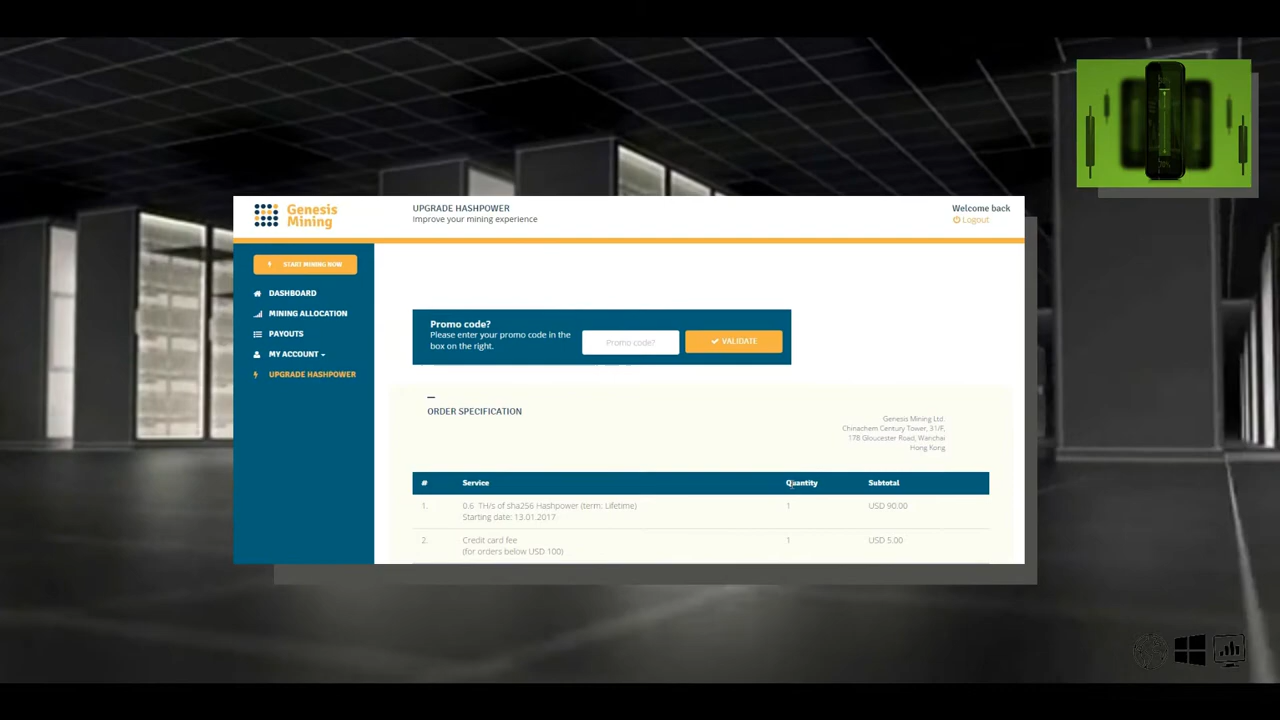 Genesis
Mining
UPGRADE HASHPOWER
Improve your mining experience
Welcome back
Logout
START MINING NOW
DASHBOARD
MINING ALLOCATION
PAYOUTS
MY ACCOUNT
UPGRADE HASHPOWER
Promo code?
Please enter your promo code in the
box on the right.
Promo code?
VALIDATE
ORDER SPECIFICATION
Genesis Mining Ltd.
Chinachem Century Tower, 31/F,
178 Gloucester Road, Wanchai
Hong Kong
# Service Quantity Subtotal
1. 0.6 TH/s of sha256 Hashpower (term: Lifetime) 1 USD 90.00
Starting date: 13.01.2017
2. Credit card fee 1 USD 5.00
(for orders below USD 100)